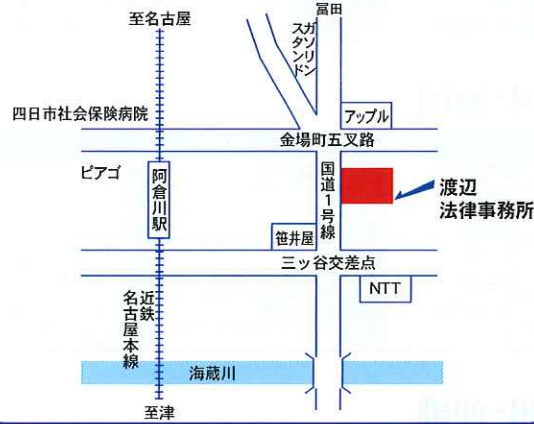 至名古屋
冨田
ガソリン
スタンド
四日市社会保険病院
アップル
金場町五叉路
ピアゴ
阿倉川駅
国道1号線
渡辺
法律事務所
笹井屋
三ッ谷交差点
NTT
近鉄
名古屋本線
海蔵川
至津